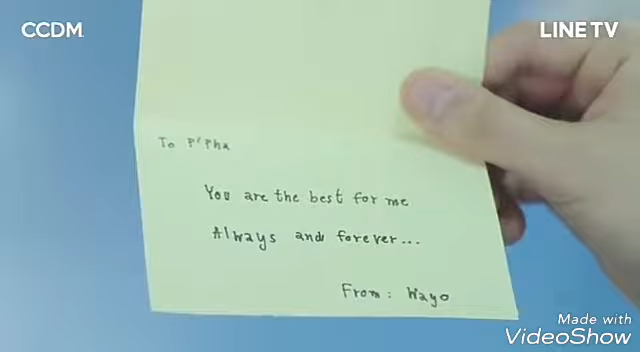 CCDM
LINE TV
To P'Pha
You are the best for me
Always and forever...
From: Wayo
Made with
VideoShow